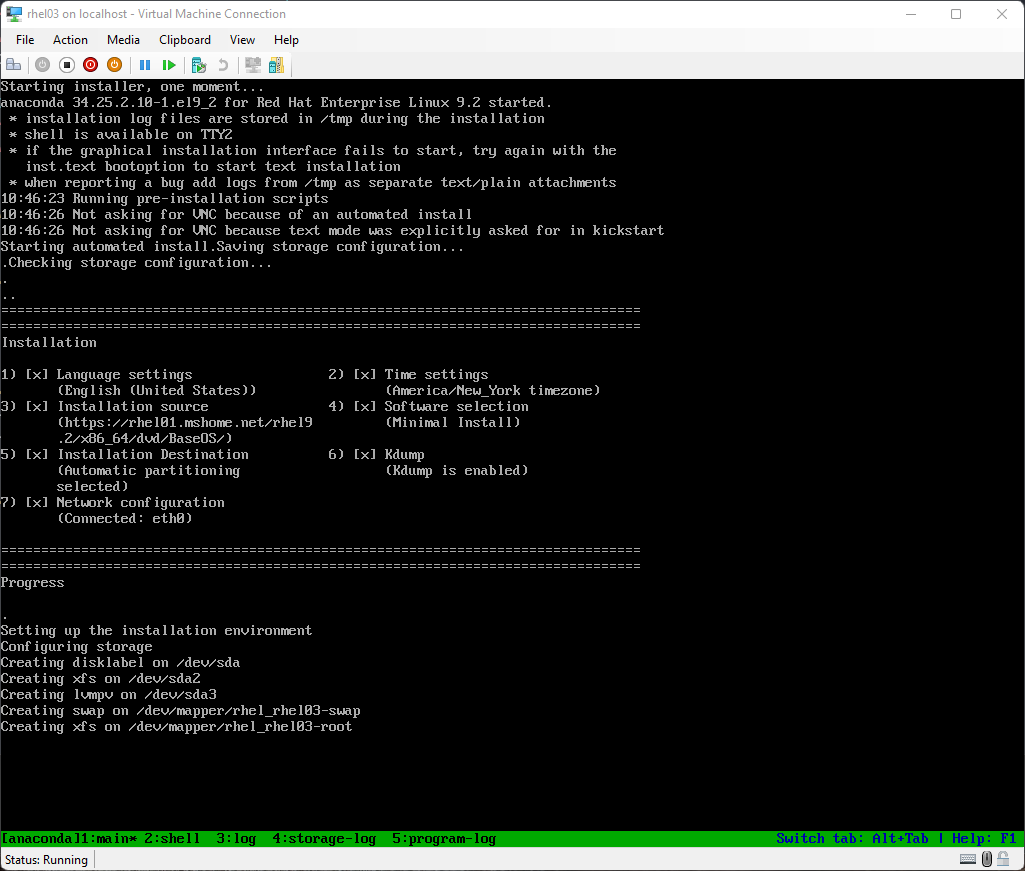 rhel03 on localhost - Virtual Machine Connection
File Action Media Clipboard View Help
Starting installer, one moment...
anaconda 34.25.2.10-1.el9_2 for Red Hat Enterprise Linux 9.2 started.
* installation log files are stored in /tmp during the installation
* shell is available on TTY2
* if the graphical installation interface fails to start, try again with the
inst.text bootoption to start text installation
* when reporting a bug add logs from /tmp as separate text/plain attachments
10:46:23 Running pre-installation scripts
10:46:26 Not asking for VNC because of an automated install
10:46:26 Not asking for VNC because text mode was explicitly asked for in kickstart
Starting automated install.Saving storage configuration...
.Checking storage configuration...
.
..
================================================================================
================================================================================
Installation
1) [x] Language settings 2) [x] Time settings
(English (United States)) (America/New_York timezone)
3) [x] Installation source 4) [x] Software selection
(https://rhel01.mshome.net/rhel9 (Minimal Install)
.2/x86_64/dvd/BaseOS/)
5) [x] Installation Destination 6) [x] Kdump
(Automatic partitioning (Kdump is enabled)
selected)
7) [x] Network configuration
(Connected: eth0)
================================================================================
================================================================================
Progress
.
Setting up the installation environment
Configuring storage
Creating disklabel on /dev/sda
Creating xfs on /dev/sda2
Creating lvmpv on /dev/sda3
Creating swap on /dev/mapper/rhel_rhel03-swap
Creating xfs on /dev/mapper/rhel_rhel03-root
[anaconda]1:main* 2:shell 3:log 4:storage-log 5:program-log Switch tab: Alt+Tab | Help: F1
Status: Running